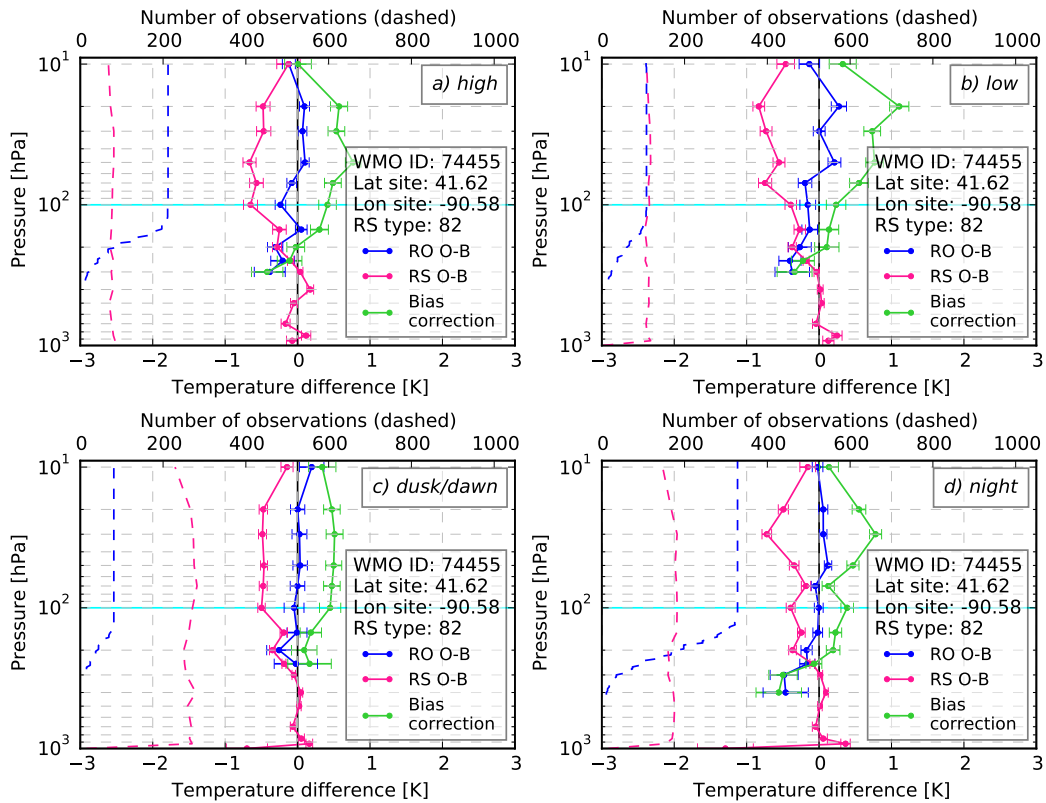 Number of observations (dashed)
0 200 400 600 800 1000
Pressure [hPa]
10¹
10²
10³
a) high
WMO ID: 74455
Lat site: 41.62
Lon site: -90.58
RS type: 82
RO O-B
RS O-B
Bias
correction
−3 −2 −1 0 1 2 3
Temperature difference [K]
Number of observations (dashed)
0 200 400 600 800 1000
Pressure [hPa]
10¹
10²
10³
b) low
WMO ID: 74455
Lat site: 41.62
Lon site: -90.58
RS type: 82
RO O-B
RS O-B
Bias
correction
−3 −2 −1 0 1 2 3
Temperature difference [K]
Number of observations (dashed)
0 200 400 600 800 1000
Pressure [hPa]
10¹
10²
10³
c) dusk/dawn
WMO ID: 74455
Lat site: 41.62
Lon site: -90.58
RS type: 82
RO O-B
RS O-B
Bias
correction
−3 −2 −1 0 1 2 3
Temperature difference [K]
Number of observations (dashed)
0 200 400 600 800 1000
Pressure [hPa]
10¹
10²
10³
d) night
WMO ID: 74455
Lat site: 41.62
Lon site: -90.58
RS type: 82
RO O-B
RS O-B
Bias
correction
−3 −2 −1 0 1 2 3
Temperature difference [K]